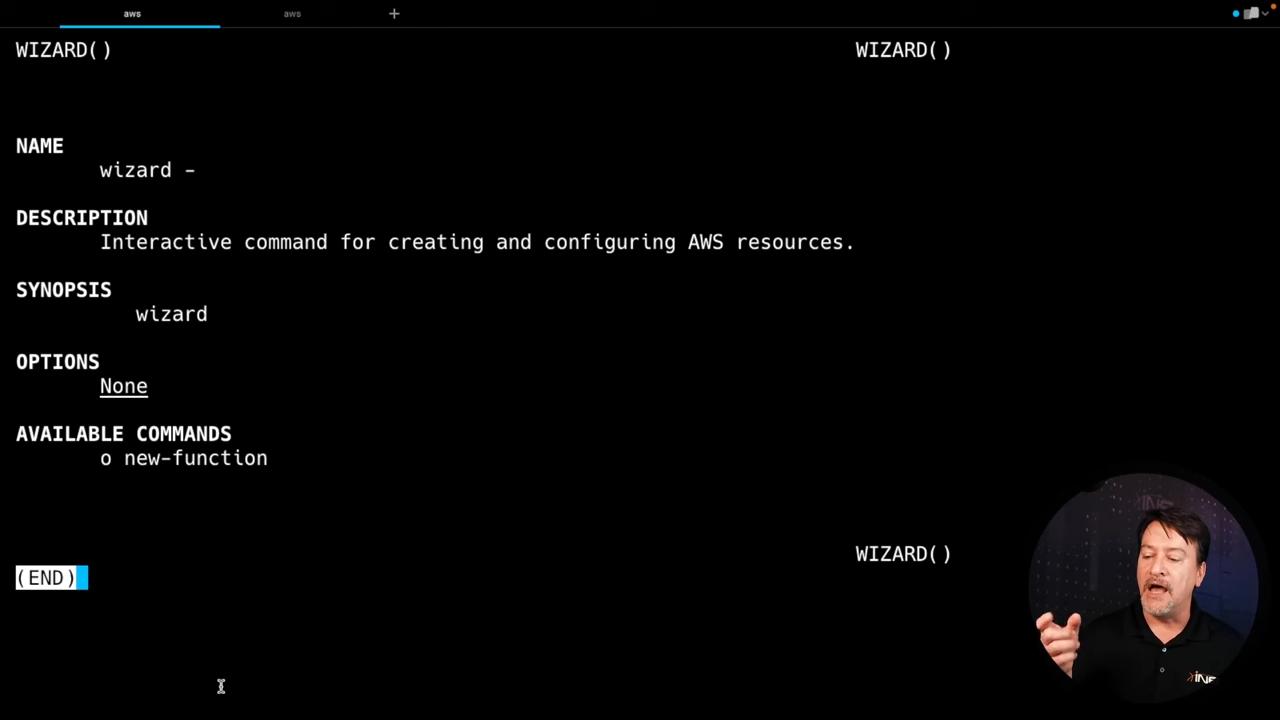 aws aws +
WIZARD() WIZARD()
NAME
wizard -
DESCRIPTION
Interactive command for creating and configuring AWS resources.
SYNOPSIS
wizard
OPTIONS
None
AVAILABLE COMMANDS
o new-function
WIZARD()
(END)
INE